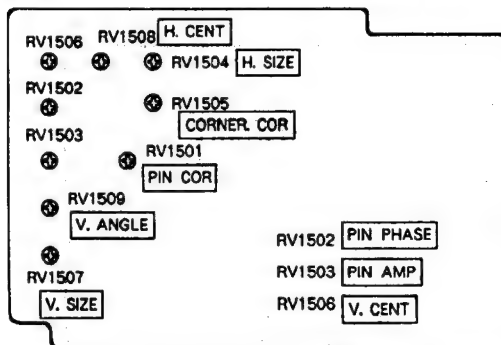 RV1506
RV1508 H. CENT
RV1504 H. SIZE
RV1502
RV1505
CORNER. COR
RV1503
RV1501
PIN COR
RV1509
V. ANGLE
RV1507
V. SIZE
RV1502 PIN PHASE
RV1503 PIN AMP
RV1506 V. CENT